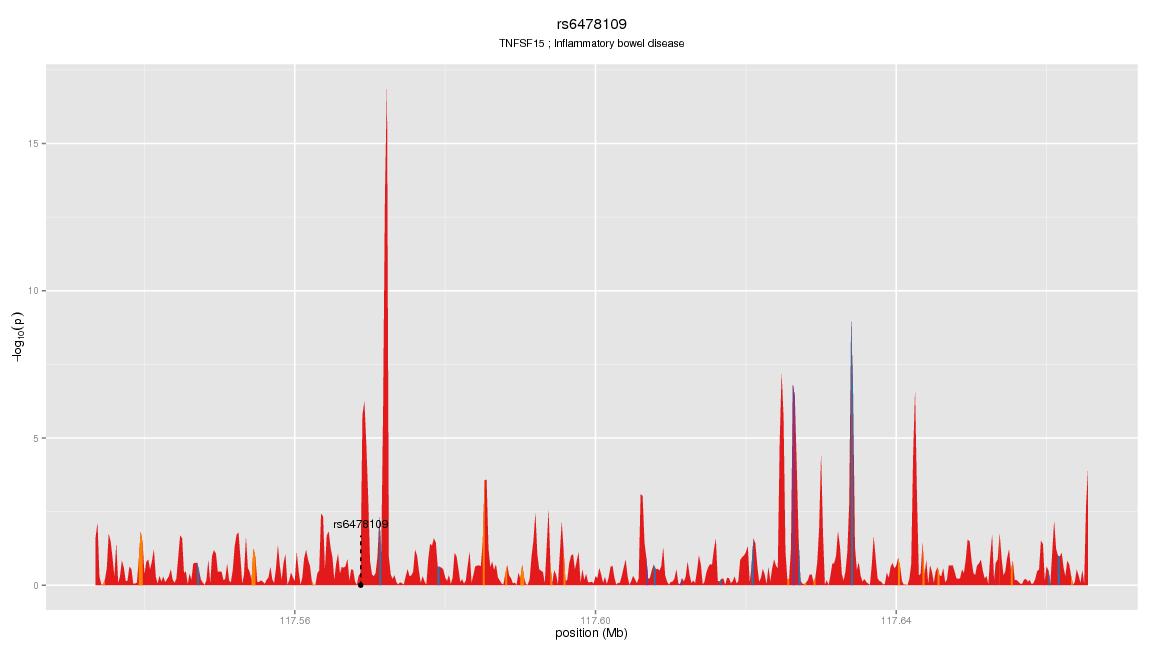 rs6478109
TNFSF15 ; Inflammatory bowel disease
−log10(p)
15
10
5
0
rs6478109
117.56
117.60
117.64
position (Mb)